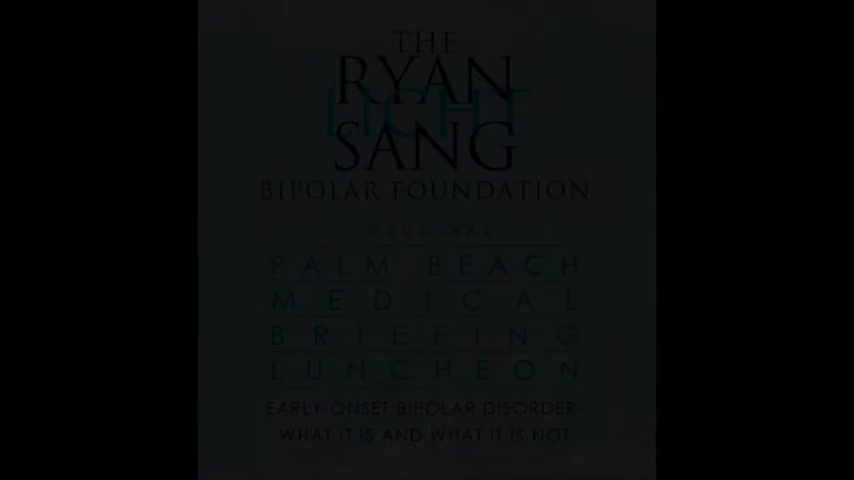 THE
RYAN
LICHT
SANG
BIPOLAR FOUNDATION
INAUGURAL
PALM BEACH
MEDICAL
BRIEFING
LUNCHEON
EARLY-ONSET BIPOLAR DISORDER-
WHAT IT IS AND WHAT IT IS NOT